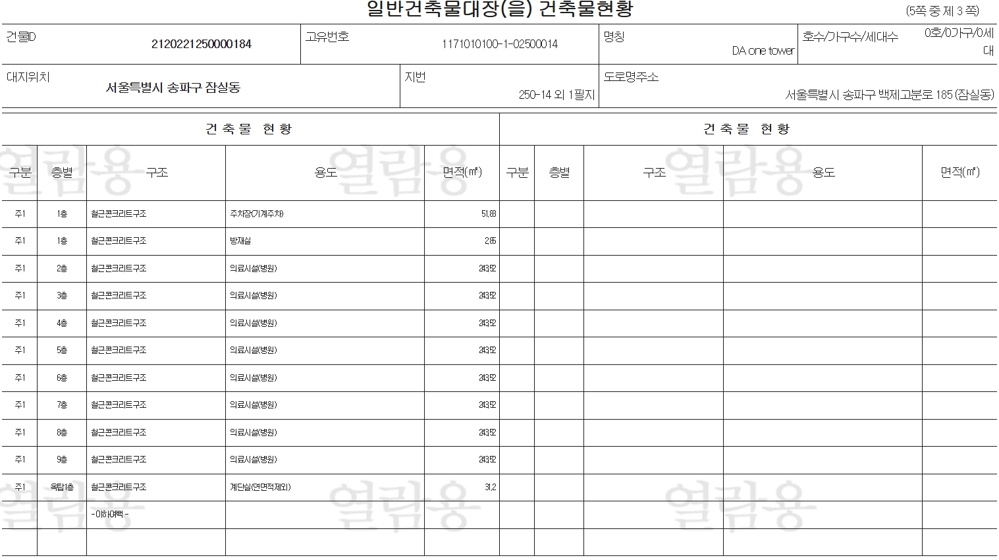 일반건축물대장(을) 건축물현황
(5쪽 중 제 3 쪽)
건물ID 2120221250000184 고유번호 1171010100-1-02500014 명칭 DA one tower 호수/가구수/세대수 0호/0가구/0세대
대지위치 서울특별시 송파구 잠실동 지번 250-14 외 1필지 도로명주소 서울특별시 송파구 백제고분로 185 (잠실동)
건 축 물 현 황 건 축 물 현 황
구분 층별 구조 용도 면적(㎡) 구분 층별 구조 용도 면적(㎡)
주1 1층 철근콘크리트구조 주차장(기계주차) 51.88
주1 1층 철근콘크리트구조 방재실 2.85
주1 2층 철근콘크리트구조 의료시설(병원) 243.52
주1 3층 철근콘크리트구조 의료시설(병원) 243.52
주1 4층 철근콘크리트구조 의료시설(병원) 243.52
주1 5층 철근콘크리트구조 의료시설(병원) 243.52
주1 6층 철근콘크리트구조 의료시설(병원) 243.52
주1 7층 철근콘크리트구조 의료시설(병원) 243.52
주1 8층 철근콘크리트구조 의료시설(병원) 243.52
주1 9층 철근콘크리트구조 의료시설(병원) 243.52
주1 옥탑1층 철근콘크리트구조 계단실(연면적제외) 31.2
- 이하여백 -
열람용 열람용 열람용
열람용 열람용 열람용